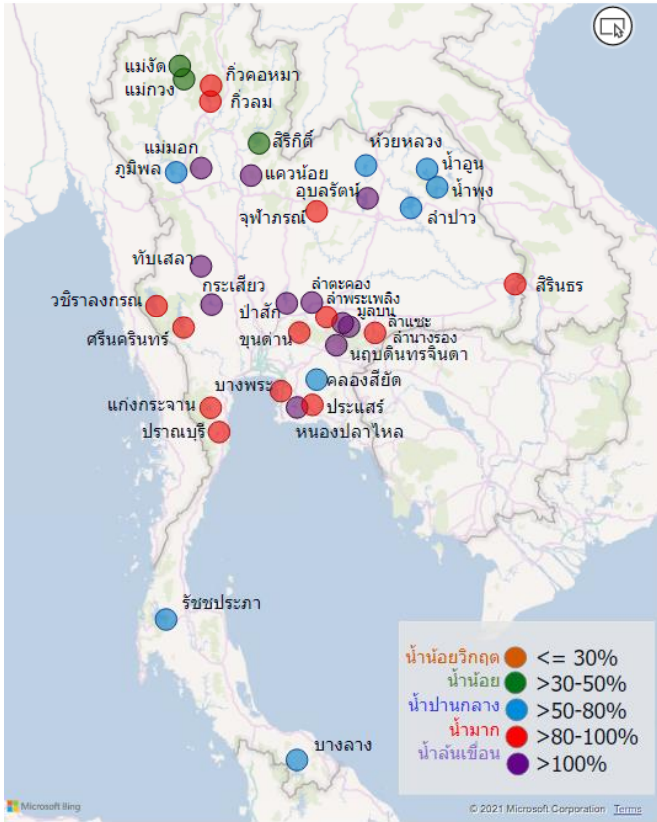 แม่งัด
กิ่วคอหมา
แม่กวง
กิ่วลม
สิริกิติ์
ห้วยหลวง
แม่มอก
น้ำอูน
ภูมิพล
แควน้อย
อุบลรัตน์
น้ำพุง
จุฬาภรณ์
ลำปาว
ทับเสลา
กระเสียว
ลำตะคอง
สิรินธร
วชิราลงกรณ
ป่าสัก
ลำพระเพลิง
มูลบน
ลำแชะ
ศรีนครินทร์
ขุนด่าน
ลำนางรอง
นฤบดินทรจินดา
บางพระ
คลองสียัด
แก่งกระจาน
ประแสร์
ปราณบุรี
หนองปลาไหล
รัชชประภา
บางลาง
น้ำน้อยวิกฤต <= 30%
น้ำน้อย >30-50%
น้ำปานกลาง >50-80%
น้ำมาก >80-100%
น้ำล้นเขื่อน >100%
Microsoft Bing
© 2021 Microsoft Corporation Terms